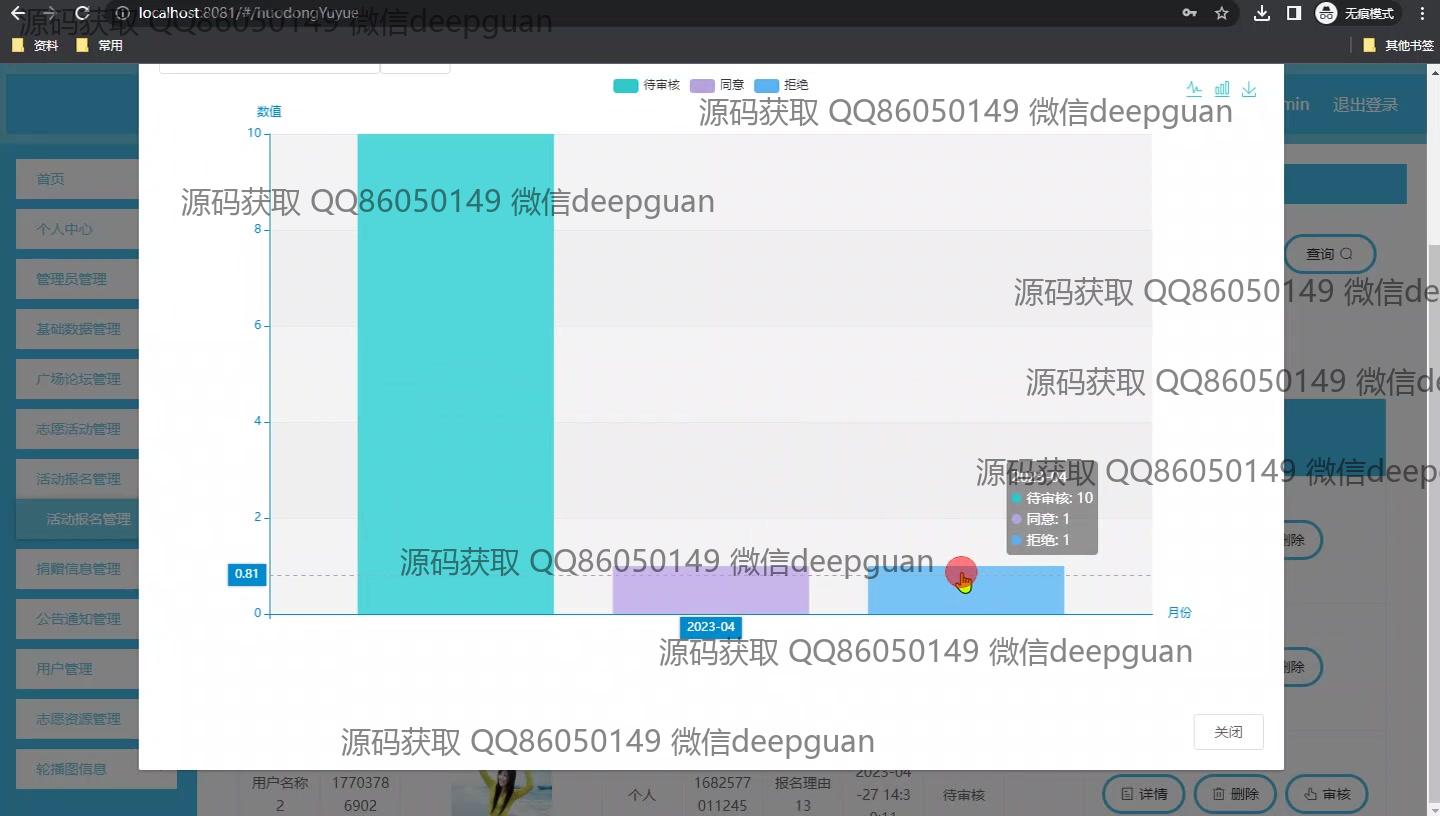 localhost:8081/#/huodongYuyue
无痕模式
源码获取 QQ86050149 微信deepguan
资料
常用
其他书签
待审核
同意
拒绝
min
退出登录
数值
源码获取 QQ86050149 微信deepguan
10
首页
源码获取 QQ86050149 微信deepguan
个人中心
8
查询
管理员管理
源码获取 QQ86050149 微信de
基础数据管理
6
广场论坛管理
源码获取 QQ86050149 微信d
志愿活动管理
4
活动报名管理
源码获取 QQ86050149 微信deep
2023-04
待审核: 10
同意: 1
拒绝: 1
活动报名管理
2
删除
捐赠信息管理
0.81
源码获取 QQ86050149 微信deepguan
公告通知管理
0
月份
2023-04
源码获取 QQ86050149 微信deepguan
用户管理
删除
志愿资源管理
关闭
源码获取 QQ86050149 微信deepguan
轮播图信息
用户名称
2
1770378
6902
个人
1682577
011245
报名理由
13
2023-04
-27 14:3
待审核
详情
删除
审核